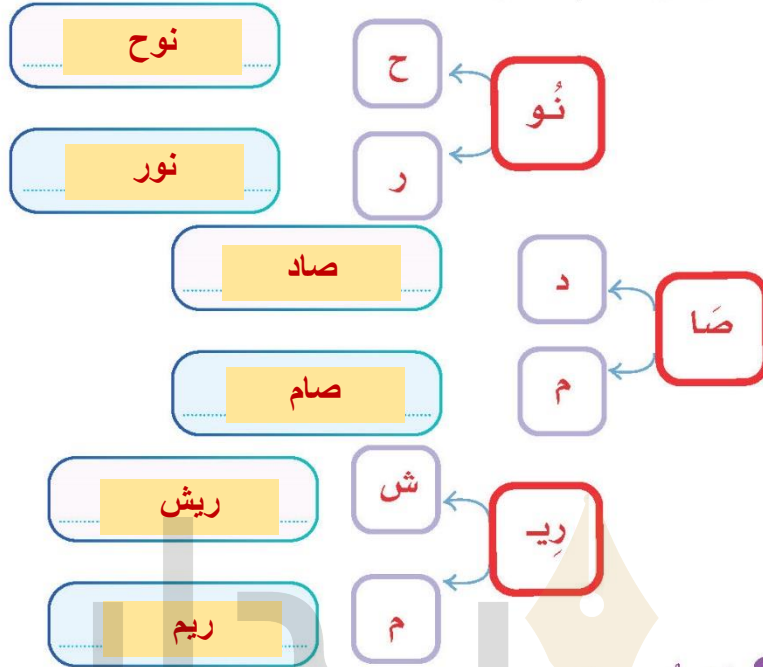 نُو
ح
نوح
ر
نور
صَا
د
صاد
م
صام
رِيـ
ش
ريش
م
ريم